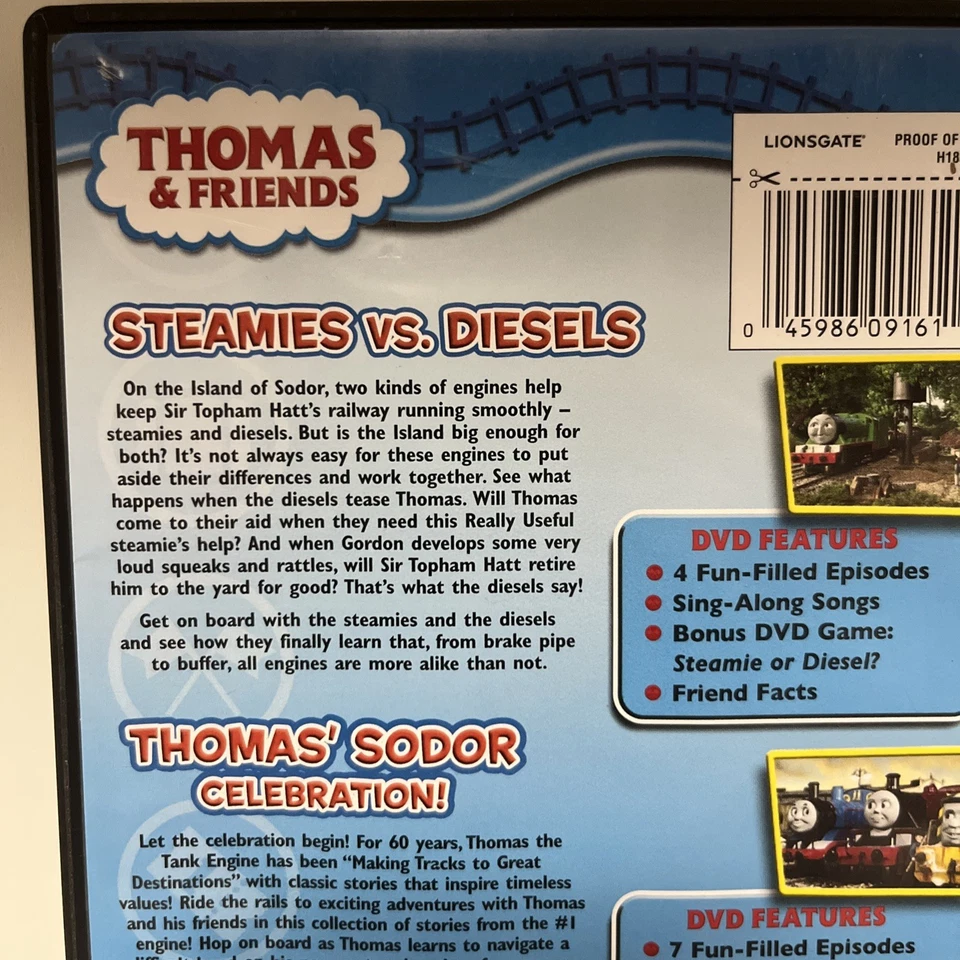 THOMAS
& FRIENDS
LIONSGATE®
PROOF OF
H18
0 45986 09161
STEAMIES VS. DIESELS
On the Island of Sodor, two kinds of engines help
keep Sir Topham Hatt's railway running smoothly –
steamies and diesels. But is the Island big enough for
both? It's not always easy for these engines to put
aside their differences and work together. See what
happens when the diesels tease Thomas. Will Thomas
come to their aid when they need this Really Useful
steamie's help? And when Gordon develops some very
loud squeaks and rattles, will Sir Topham Hatt retire
him to the yard for good? That's what the diesels say!
Get on board with the steamies and the diesels
and see how they finally learn that, from brake pipe
to buffer, all engines are more alike than not.
DVD FEATURES
4 Fun-Filled Episodes
Sing-Along Songs
Bonus DVD Game:
Steamie or Diesel?
Friend Facts
THOMAS' SODOR
CELEBRATION!
Let the celebration begin! For 60 years, Thomas the
Tank Engine has been "Making Tracks to Great
Destinations" with classic stories that inspire timeless
values! Ride the rails to exciting adventures with Thomas
and his friends in this collection of stories from the #1
engine! Hop on board as Thomas learns to navigate a
DVD FEATURES
7 Fun-Filled Episodes